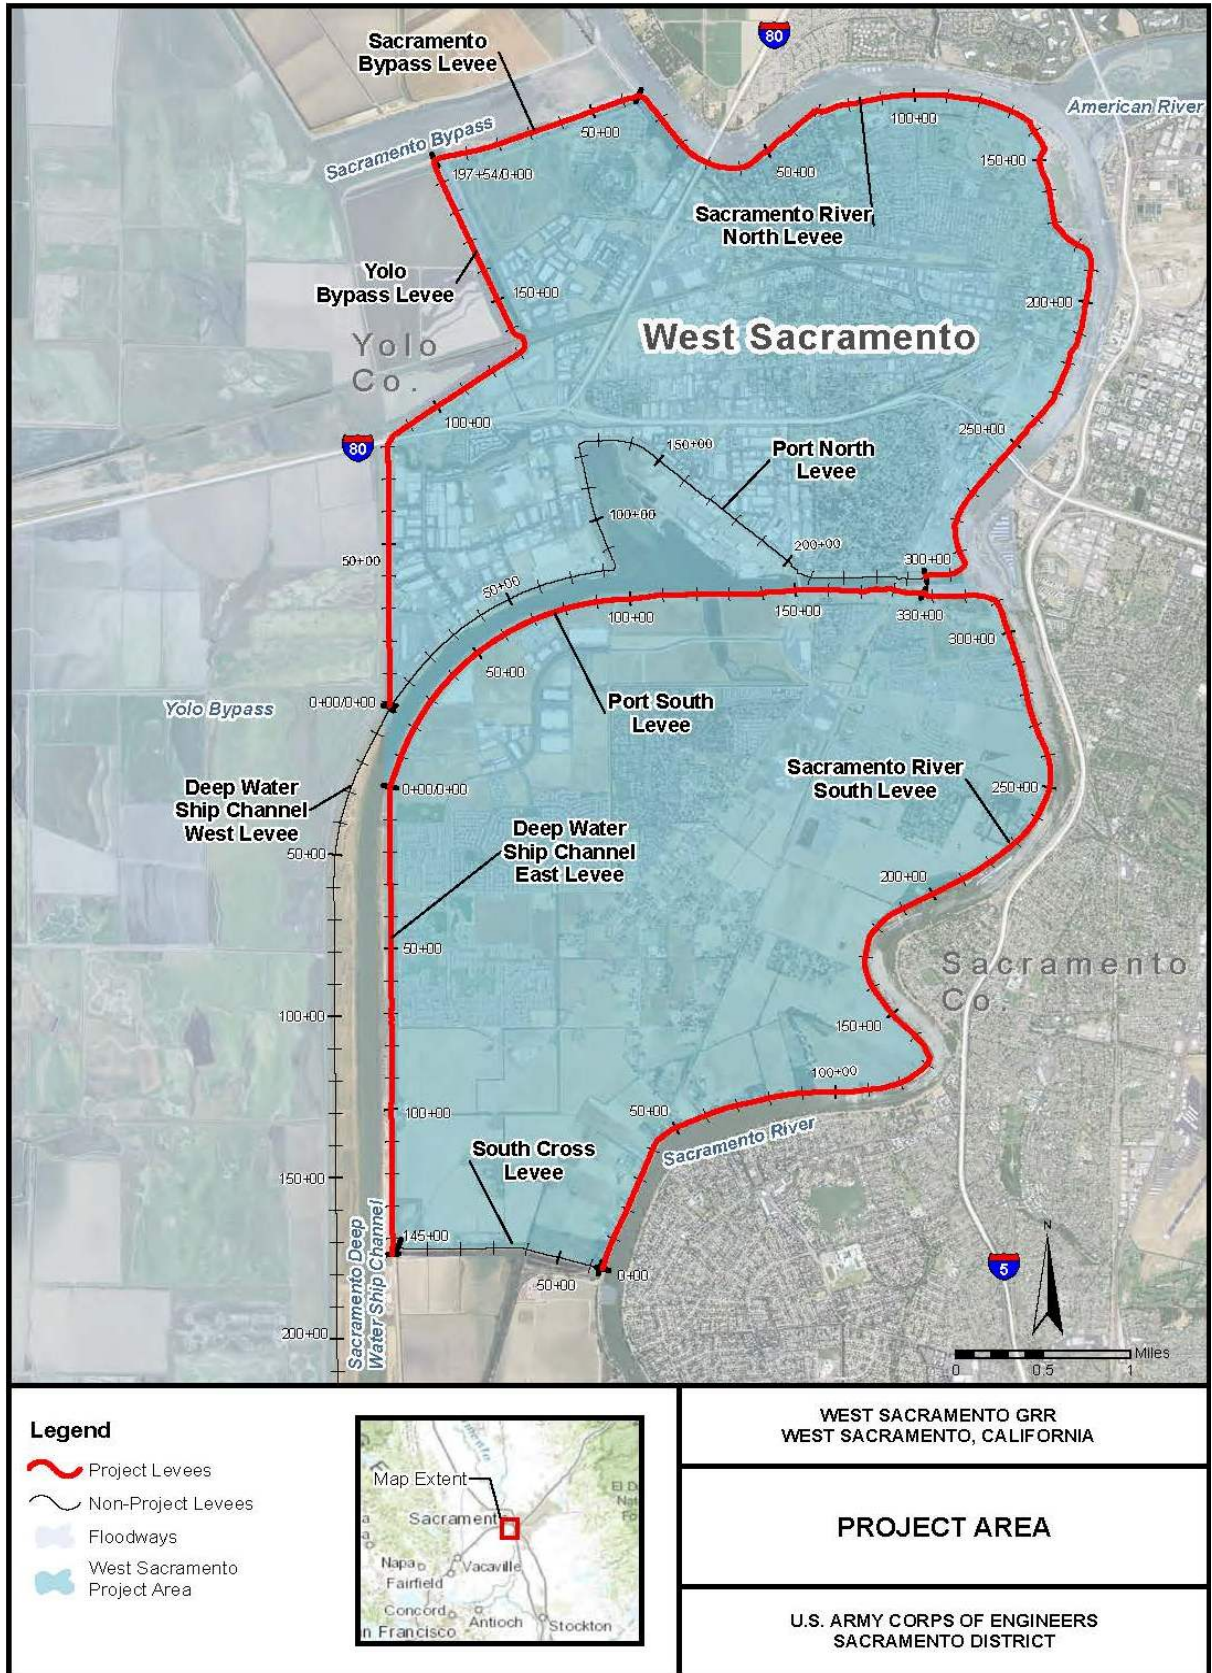 Sacramento
Bypass Levee
80
American River
Sacramento Bypass
50+00
100+00
197+54/0+00
50+00
150+00
Sacramento River
North Levee
Yolo
Bypass Levee
150+00
200+00
West Sacramento
Yolo
Co.
100+00
80
250+00
150+00
Port North
Levee
100+00
200+00
50+00
300+00
50+00
100+00
150+00
360+00
300+00
50+00
Port South
Levee
0+00/0+00
Yolo Bypass
Deep Water
Ship Channel
West Levee
0+00/0+00
Sacramento River
South Levee
250+00
Deep Water
Ship Channel
East Levee
50+00
200+00
50+00
Sacramento
Co.
100+00
150+00
100+00
50+00
100+00
Sacramento River
South Cross
Levee
150+00
145+00
Sacramento Deep
Water Ship Channel
50+00
0+00
N
5
200+00
Miles
0 0.5 1
Legend
Project Levees
Non-Project Levees
Floodways
West Sacramento
Project Area
Map Extent
Sacrament
Napa
Vacaville
Fairfield
Concord
Antioch
Stockton
n Francisco
WEST SACRAMENTO GRR
WEST SACRAMENTO, CALIFORNIA
PROJECT AREA
U.S. ARMY CORPS OF ENGINEERS
SACRAMENTO DISTRICT